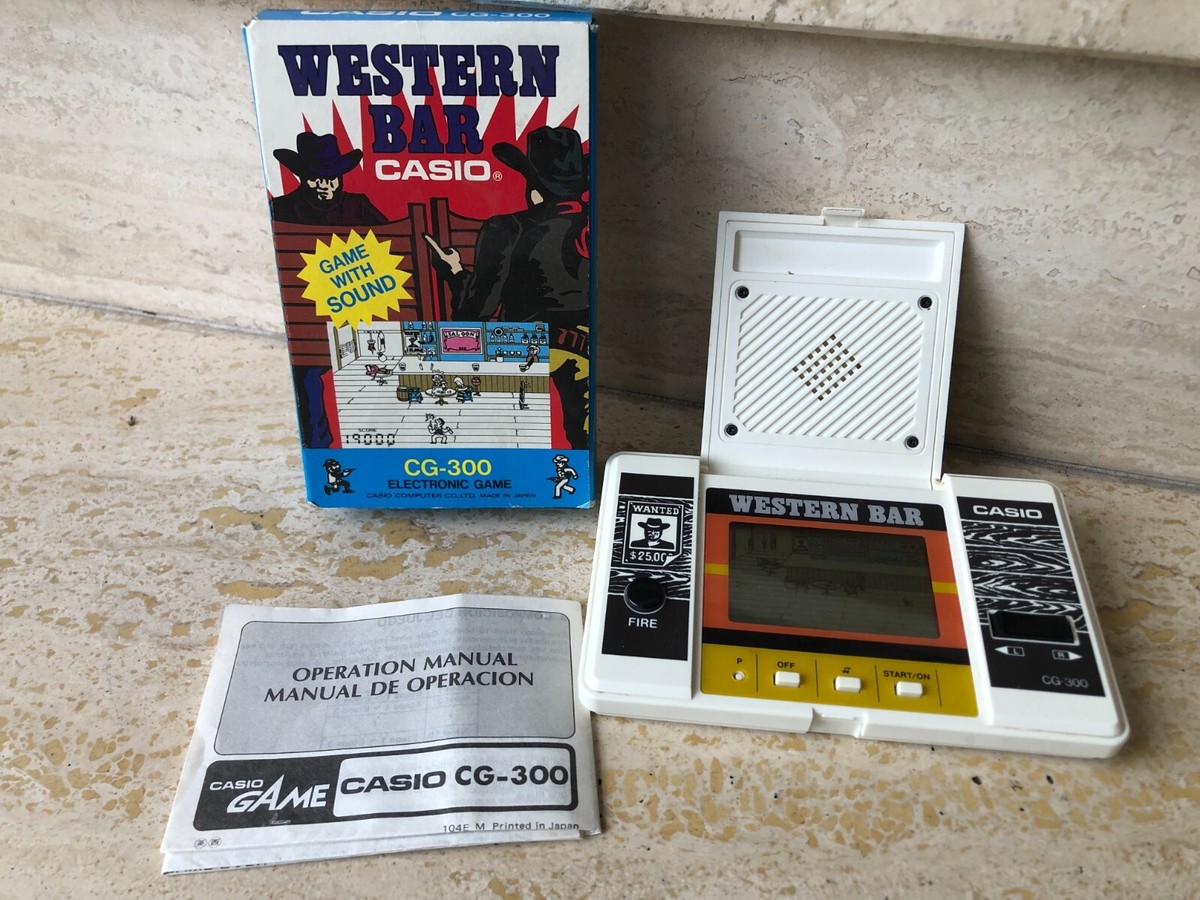 CASIO CG-300
WESTERN
BAR
CASIO®
GAME
WITH
SOUND
SALOON
SCORE
19000
CG-300
ELECTRONIC GAME
CASIO COMPUTER CO.,LTD. MADE IN JAPAN
WESTERN BAR
CASIO
WANTED
$25.00
FIRE
P
OFF
START/ON
L
R
CG-300
OPERATION MANUAL
MANUAL DE OPERACION
CASIO
GAME
CASIO CG-300
104E M Printed in Japan